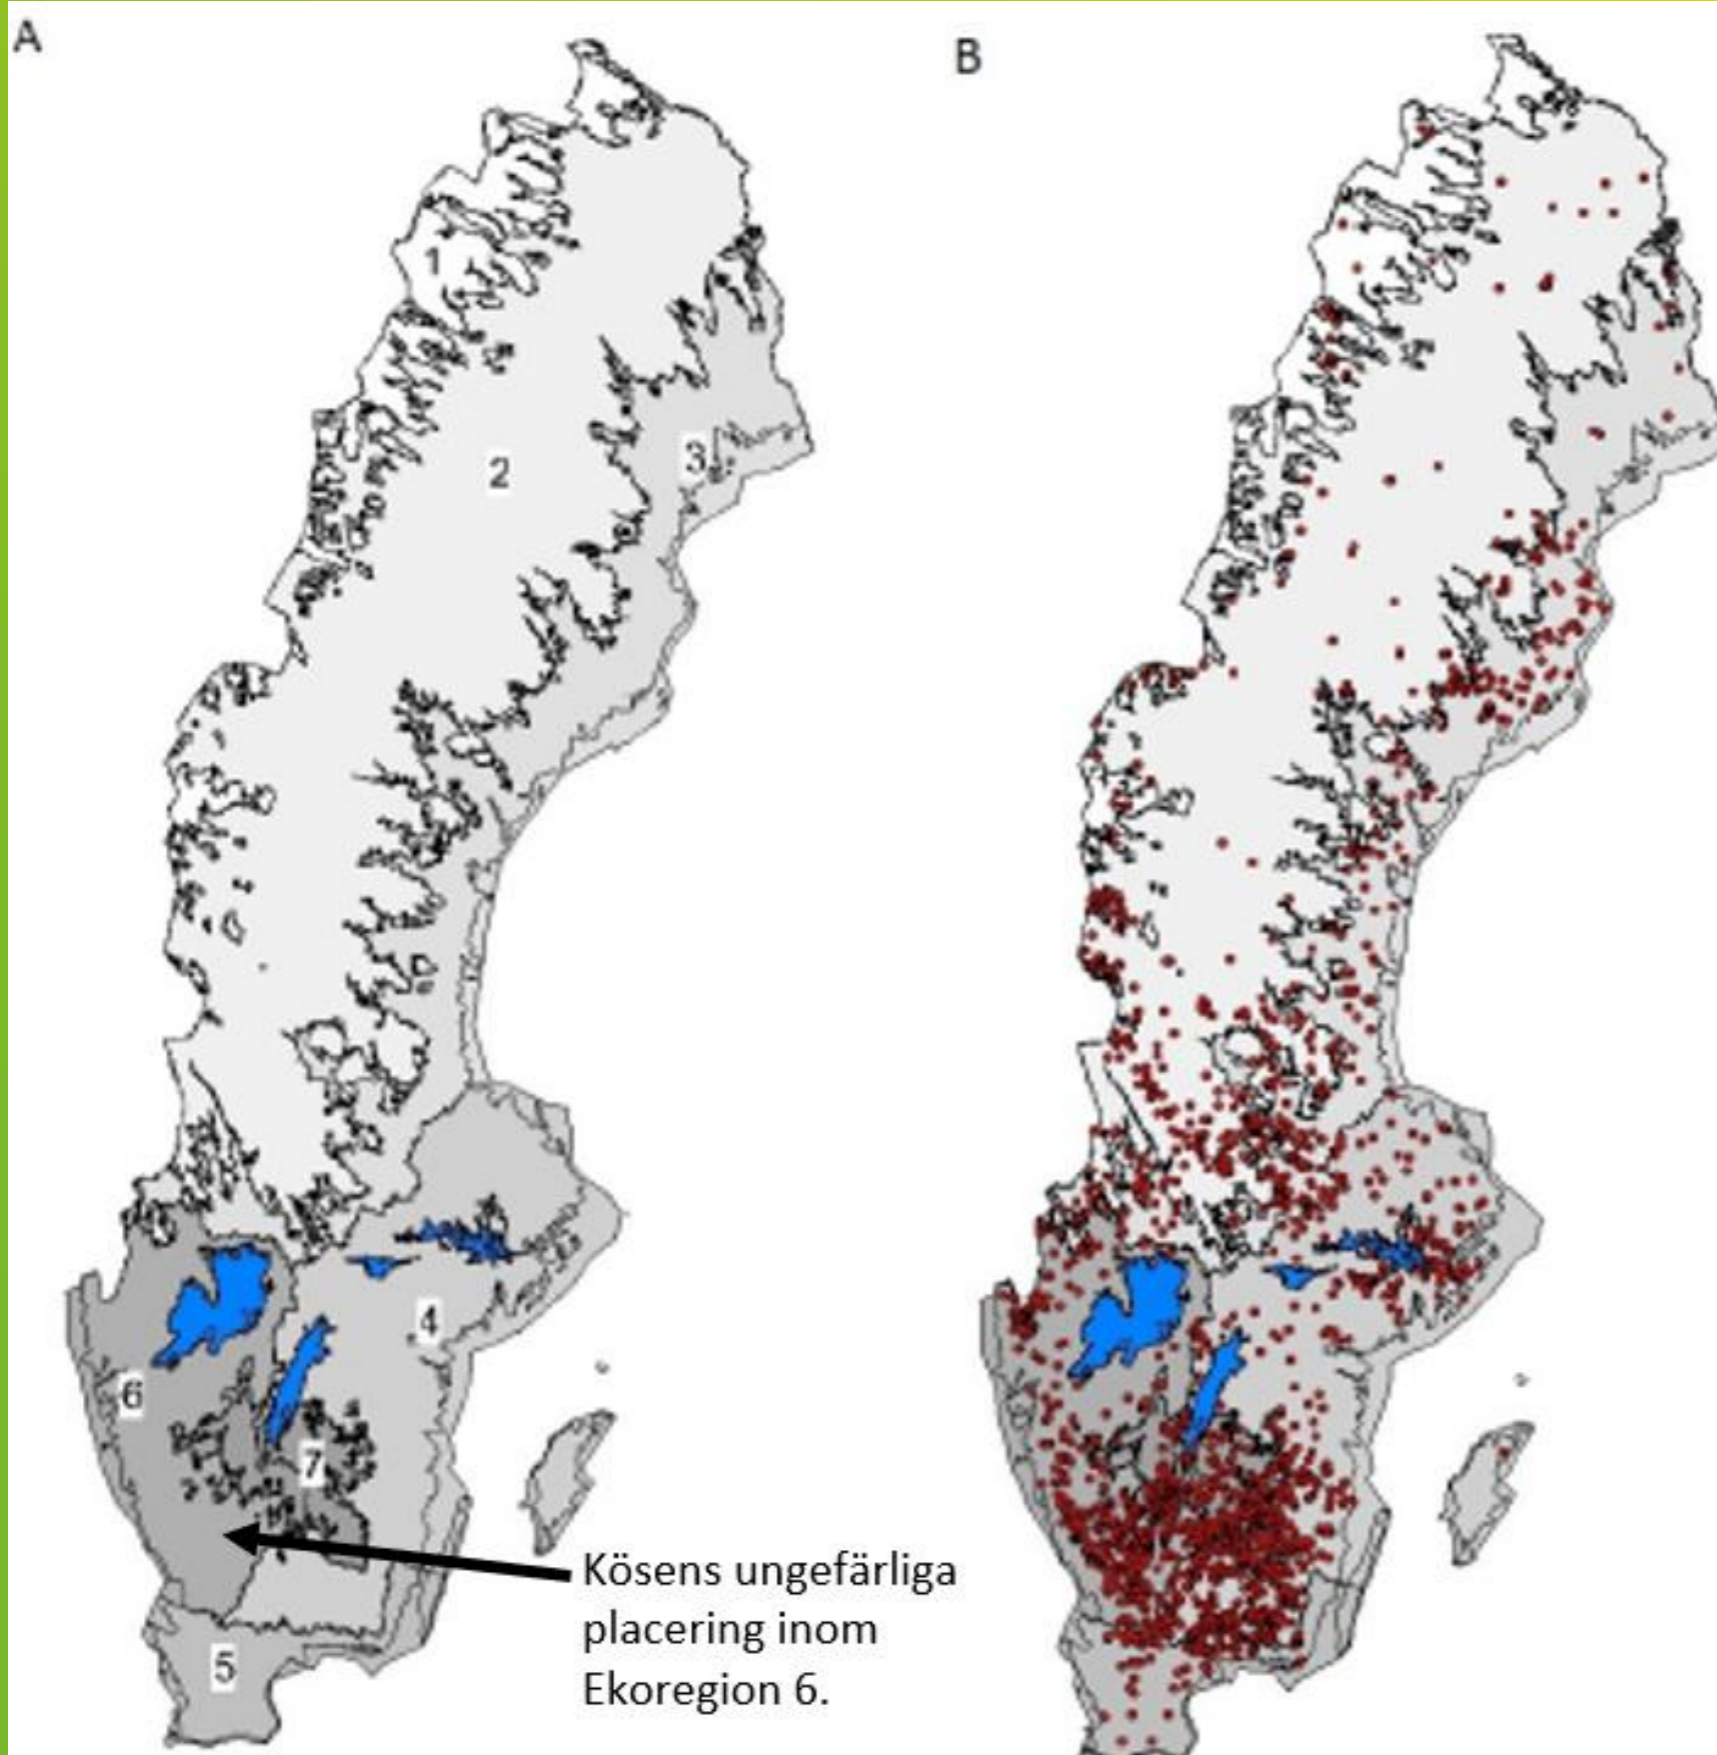 A
B
1
2
3
4
6
7
5
Kösens ungefärliga
placering inom
Ekoregion 6.